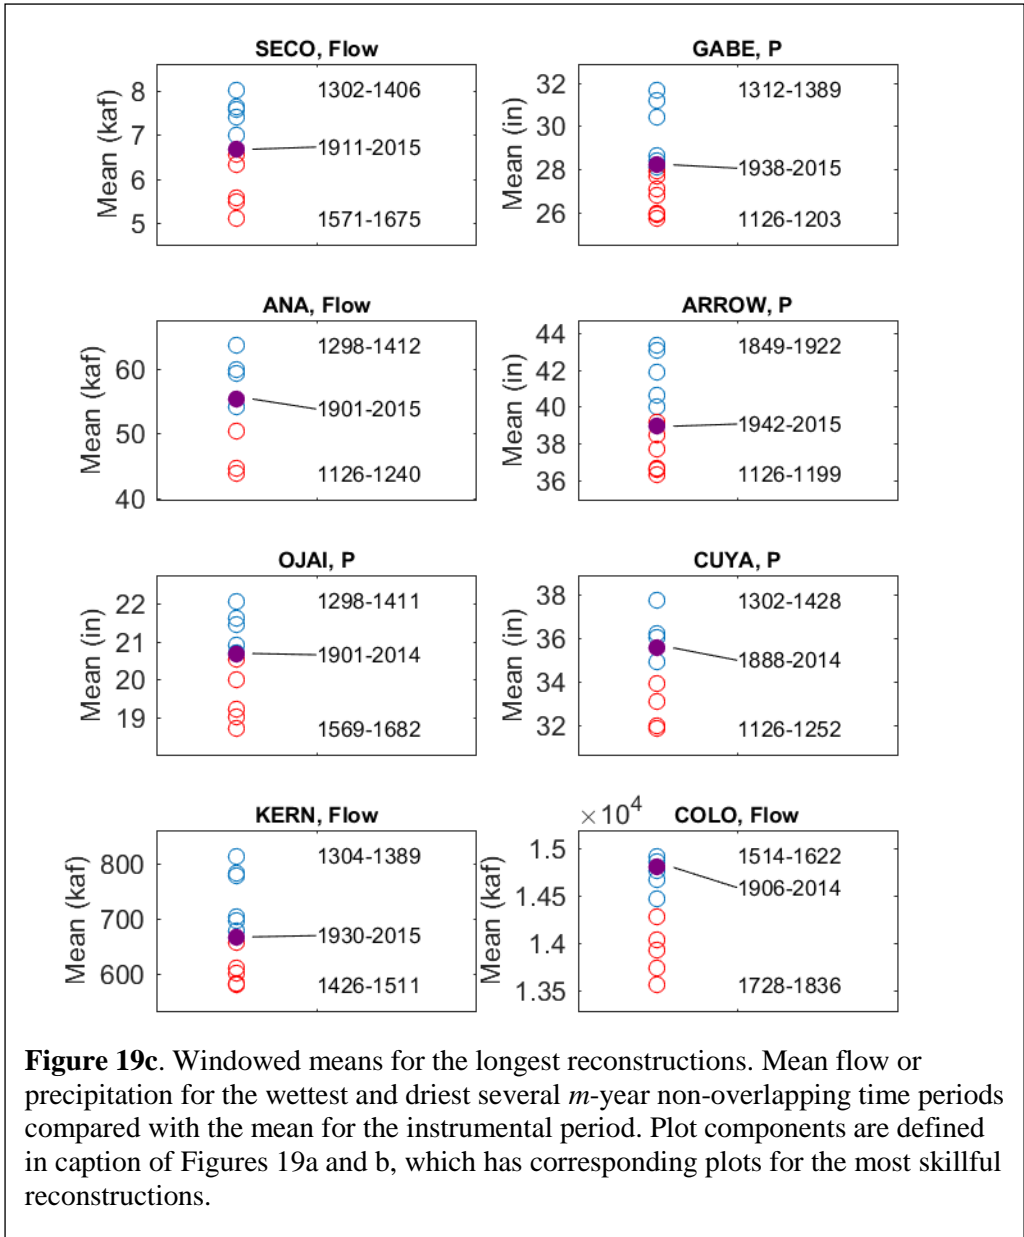 SECO, Flow
Mean (kaf)
8
7
6
5
1302-1406
1911-2015
1571-1675
GABE, P
Mean (in)
32
30
28
26
1312-1389
1938-2015
1126-1203
ANA, Flow
Mean (kaf)
60
50
40
1298-1412
1901-2015
1126-1240
ARROW, P
Mean (in)
44
42
40
38
36
1849-1922
1942-2015
1126-1199
OJAI, P
Mean (in)
22
21
20
19
1298-1411
1901-2014
1569-1682
CUYA, P
Mean (in)
38
36
34
32
1302-1428
1888-2014
1126-1252
KERN, Flow
Mean (kaf)
800
700
600
1304-1389
1930-2015
1426-1511
×10⁴
COLO, Flow
Mean (kaf)
1.5
1.45
1.4
1.35
1514-1622
1906-2014
1728-1836
Figure 19c. Windowed means for the longest reconstructions. Mean flow or
precipitation for the wettest and driest several m-year non-overlapping time periods
compared with the mean for the instrumental period. Plot components are defined
in caption of Figures 19a and b, which has corresponding plots for the most skillful
reconstructions.